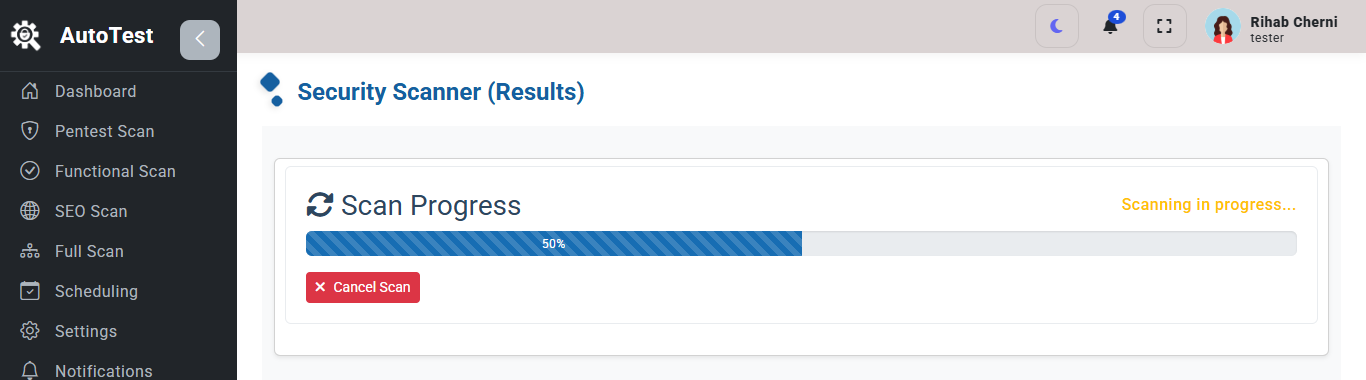 AutoTest
Dashboard
Pentest Scan
Functional Scan
SEO Scan
Full Scan
Scheduling
Settings
Notifications
4
Rihab Cherni
tester
Security Scanner (Results)
Scan Progress
Scanning in progress...
50%
Cancel Scan